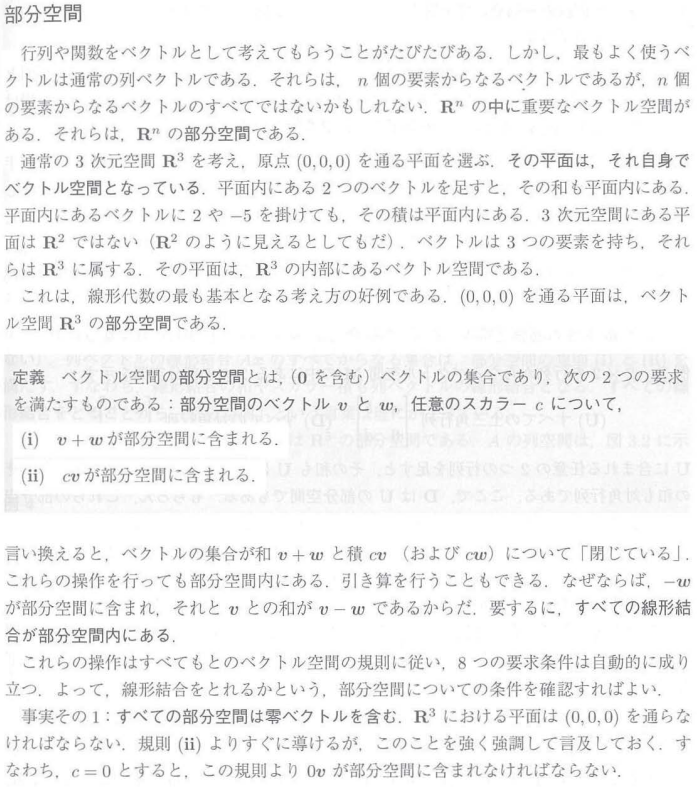 部分空間
行列や関数をベクトルとして考えてもらうことがたびたびある．しかし，最もよく使うベ
クトルは通常の列ベクトルである．それらは，n 個の要素からなるベクトルであるが，n 個
の要素からなるベクトルのすべてではないかもしれない．Rⁿ の中に重要なベクトル空間が
ある．それらは，Rⁿ の部分空間である．
通常の 3 次元空間 R³ を考え，原点 (0,0,0) を通る平面を選ぶ．その平面は，それ自身で
ベクトル空間となっている．平面内にある 2 つのベクトルを足すと，その和も平面内にある．
平面内にあるベクトルに 2 や −5 を掛けても，その積は平面内にある．3 次元空間にある平
面は R² ではない（R² のように見えるとしてもだ）．ベクトルは 3 つの要素を持ち，それ
らは R³ に属する．その平面は，R³ の内部にあるベクトル空間である．
これは，線形代数の最も基本となる考え方の好例である．(0,0,0) を通る平面は，ベクト
ル空間 R³ の部分空間である．
定義 ベクトル空間の部分空間とは，(0 を含む) ベクトルの集合であり，次の 2 つの要求
を満たすものである：部分空間のベクトル v と w，任意のスカラー c について，
(i) v + w が部分空間に含まれる．
(ii) cv が部分空間に含まれる．
言い換えると，ベクトルの集合が和 v + w と積 cv （および cw）について「閉じている」．
これらの操作を行っても部分空間内にある．引き算を行うこともできる．なぜならば，−w
が部分空間に含まれ，それと v との和が v − w であるからだ．要するに，すべての線形結
合が部分空間内にある．
これらの操作はすべてもとのベクトル空間の規則に従い，8 つの要求条件は自動的に成り
立つ．よって，線形結合をとれるかという，部分空間についての条件を確認すればよい．
事実その 1：すべての部分空間は零ベクトルを含む．R³ における平面は (0,0,0) を通らな
ければならない．規則 (ii) よりすぐに導けるが，このことを強く強調して言及しておく．す
なわち，c = 0 とすると，この規則より 0v が部分空間に含まれなければならない．